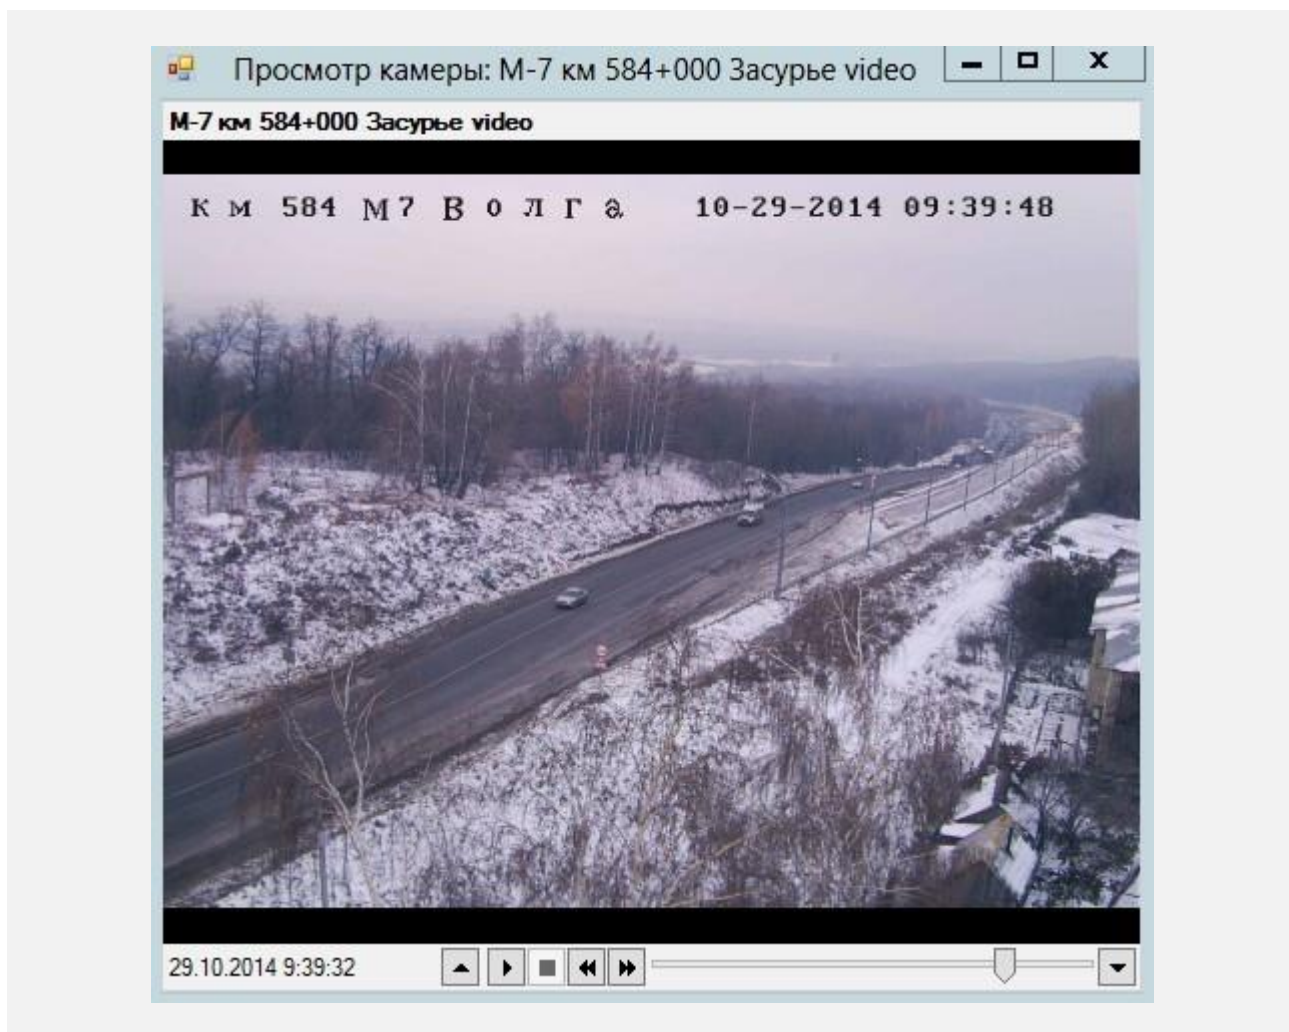 Просмотр камеры: М-7 км 584+000 Засурье video
М-7 км 584+000 Засурье video
км 584 М7 Волга 10-29-2014 09:39:48
29.10.2014 9:39:32